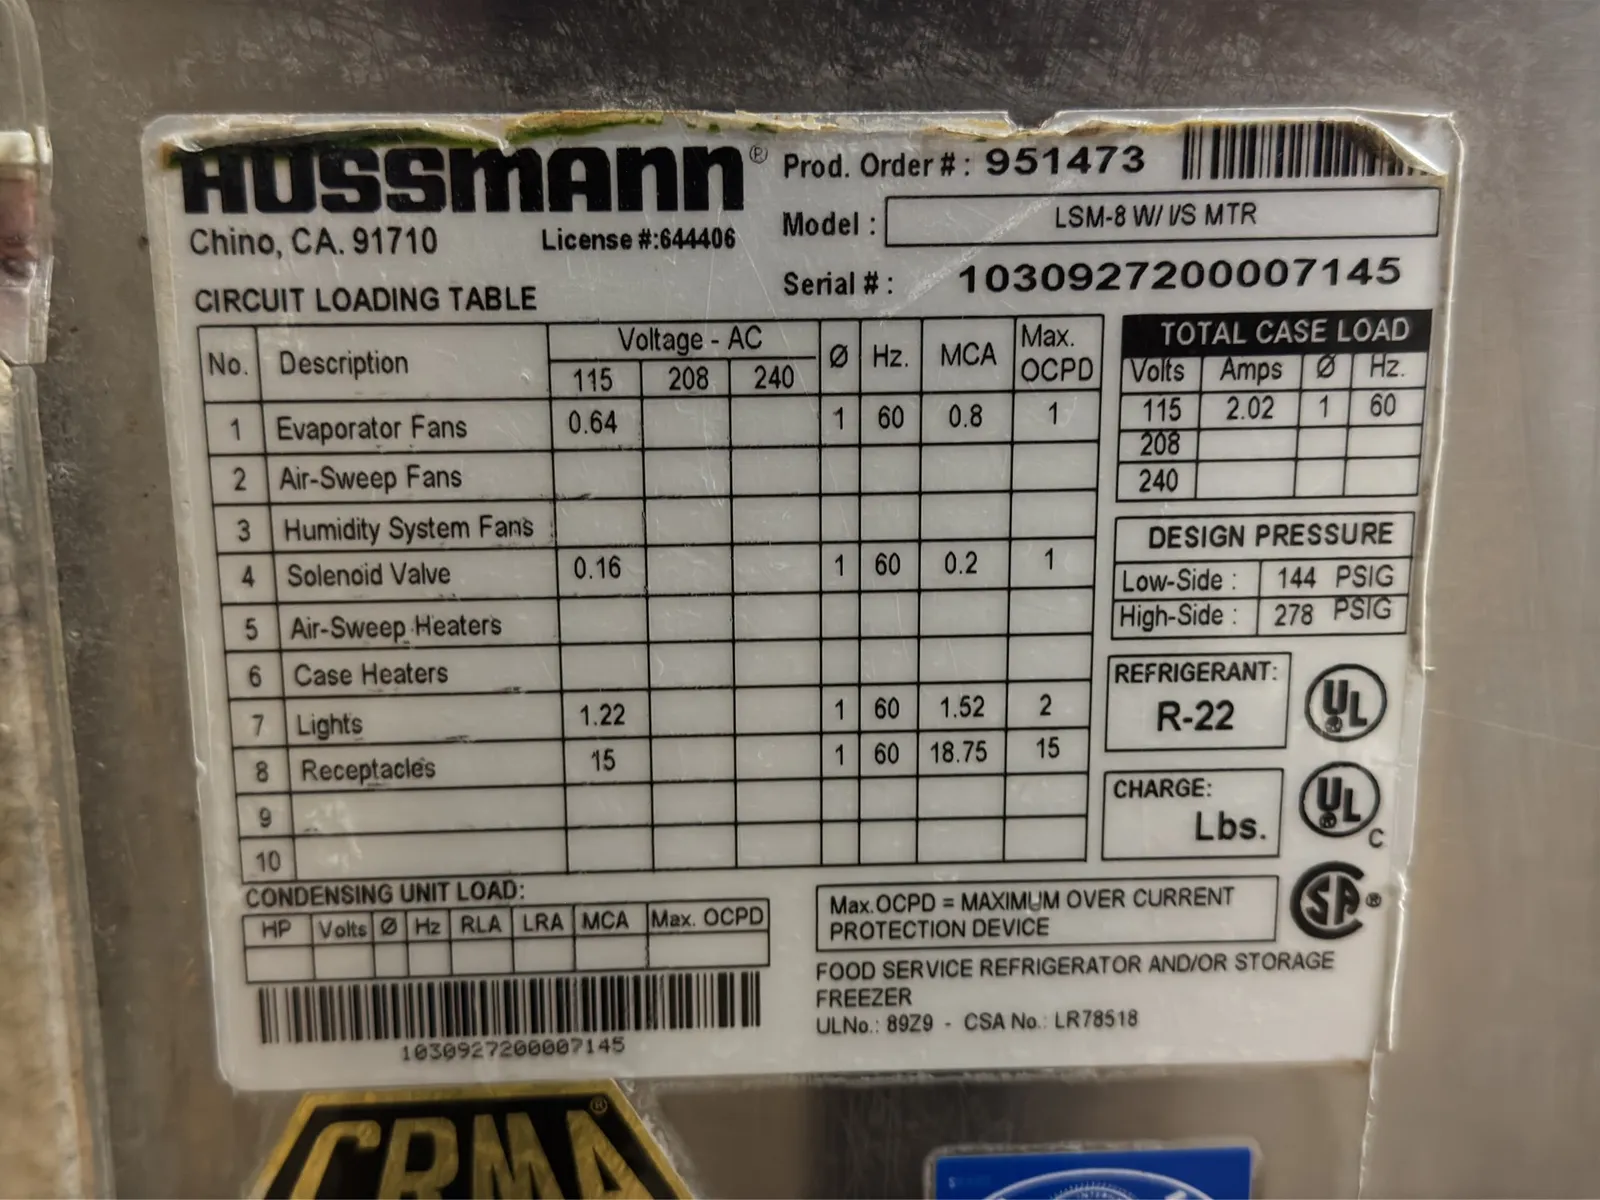 HUSSMANN®
Chino, CA. 91710
License #:644406
Prod. Order # : 951473
Model : LSM-8 W/ I/S MTR
Serial # : 1030927200007145
CIRCUIT LOADING TABLE
No. Description Voltage - AC Ø Hz. MCA Max. OCPD
115 208 240
1 Evaporator Fans 0.64 1 60 0.8 1
2 Air-Sweep Fans
3 Humidity System Fans
4 Solenoid Valve 0.16 1 60 0.2 1
5 Air-Sweep Heaters
6 Case Heaters
7 Lights 1.22 1 60 1.52 2
8 Receptacles 15 1 60 18.75 15
9
10
TOTAL CASE LOAD
Volts Amps Ø Hz.
115 2.02 1 60
208
240
DESIGN PRESSURE
Low-Side : 144 PSIG
High-Side : 278 PSIG
REFRIGERANT:
R-22
UL®
CHARGE:
Lbs.
UL® C
CONDENSING UNIT LOAD:
HP Volts Ø Hz RLA LRA MCA Max. OCPD
1030927200007145
Max.OCPD = MAXIMUM OVER CURRENT
PROTECTION DEVICE
SA®
FOOD SERVICE REFRIGERATOR AND/OR STORAGE
FREEZER
ULNo.: 89Z9 - CSA No.: LR78518
CRMA®